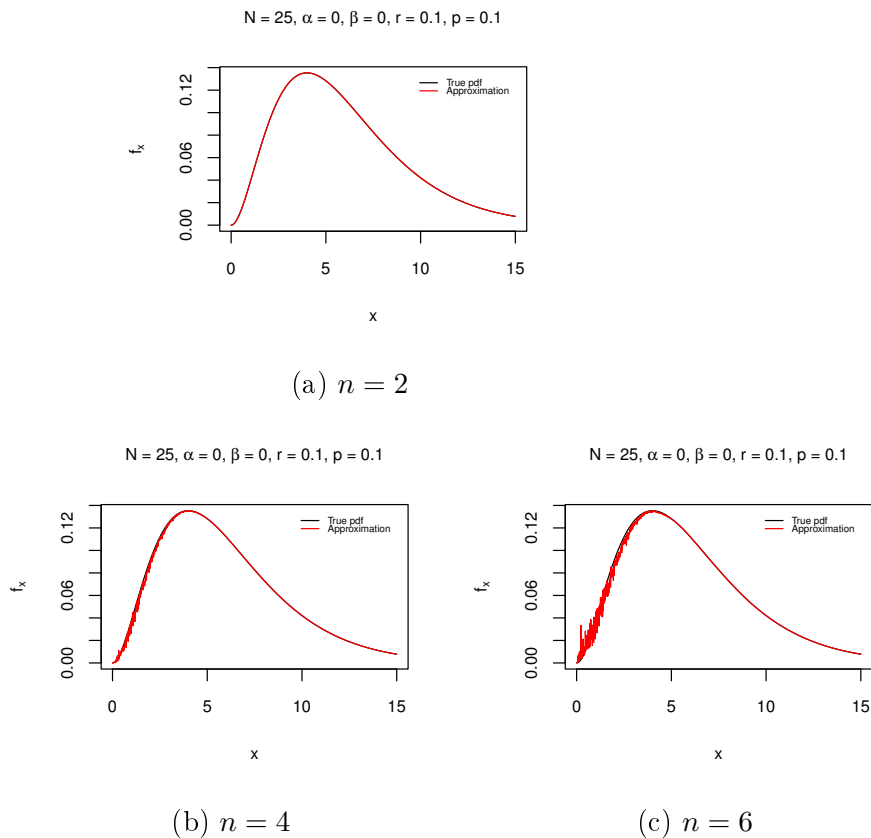 N = 25, α = 0, β = 0, r = 0.1, p = 0.1
True pdf
Approximation
f_x
0.00
0.06
0.12
0 5 10 15
x
(a) n = 2
N = 25, α = 0, β = 0, r = 0.1, p = 0.1
True pdf
Approximation
f_x
0.00
0.06
0.12
0 5 10 15
x
(b) n = 4
N = 25, α = 0, β = 0, r = 0.1, p = 0.1
True pdf
Approximation
f_x
0.00
0.06
0.12
0 5 10 15
x
(c) n = 6